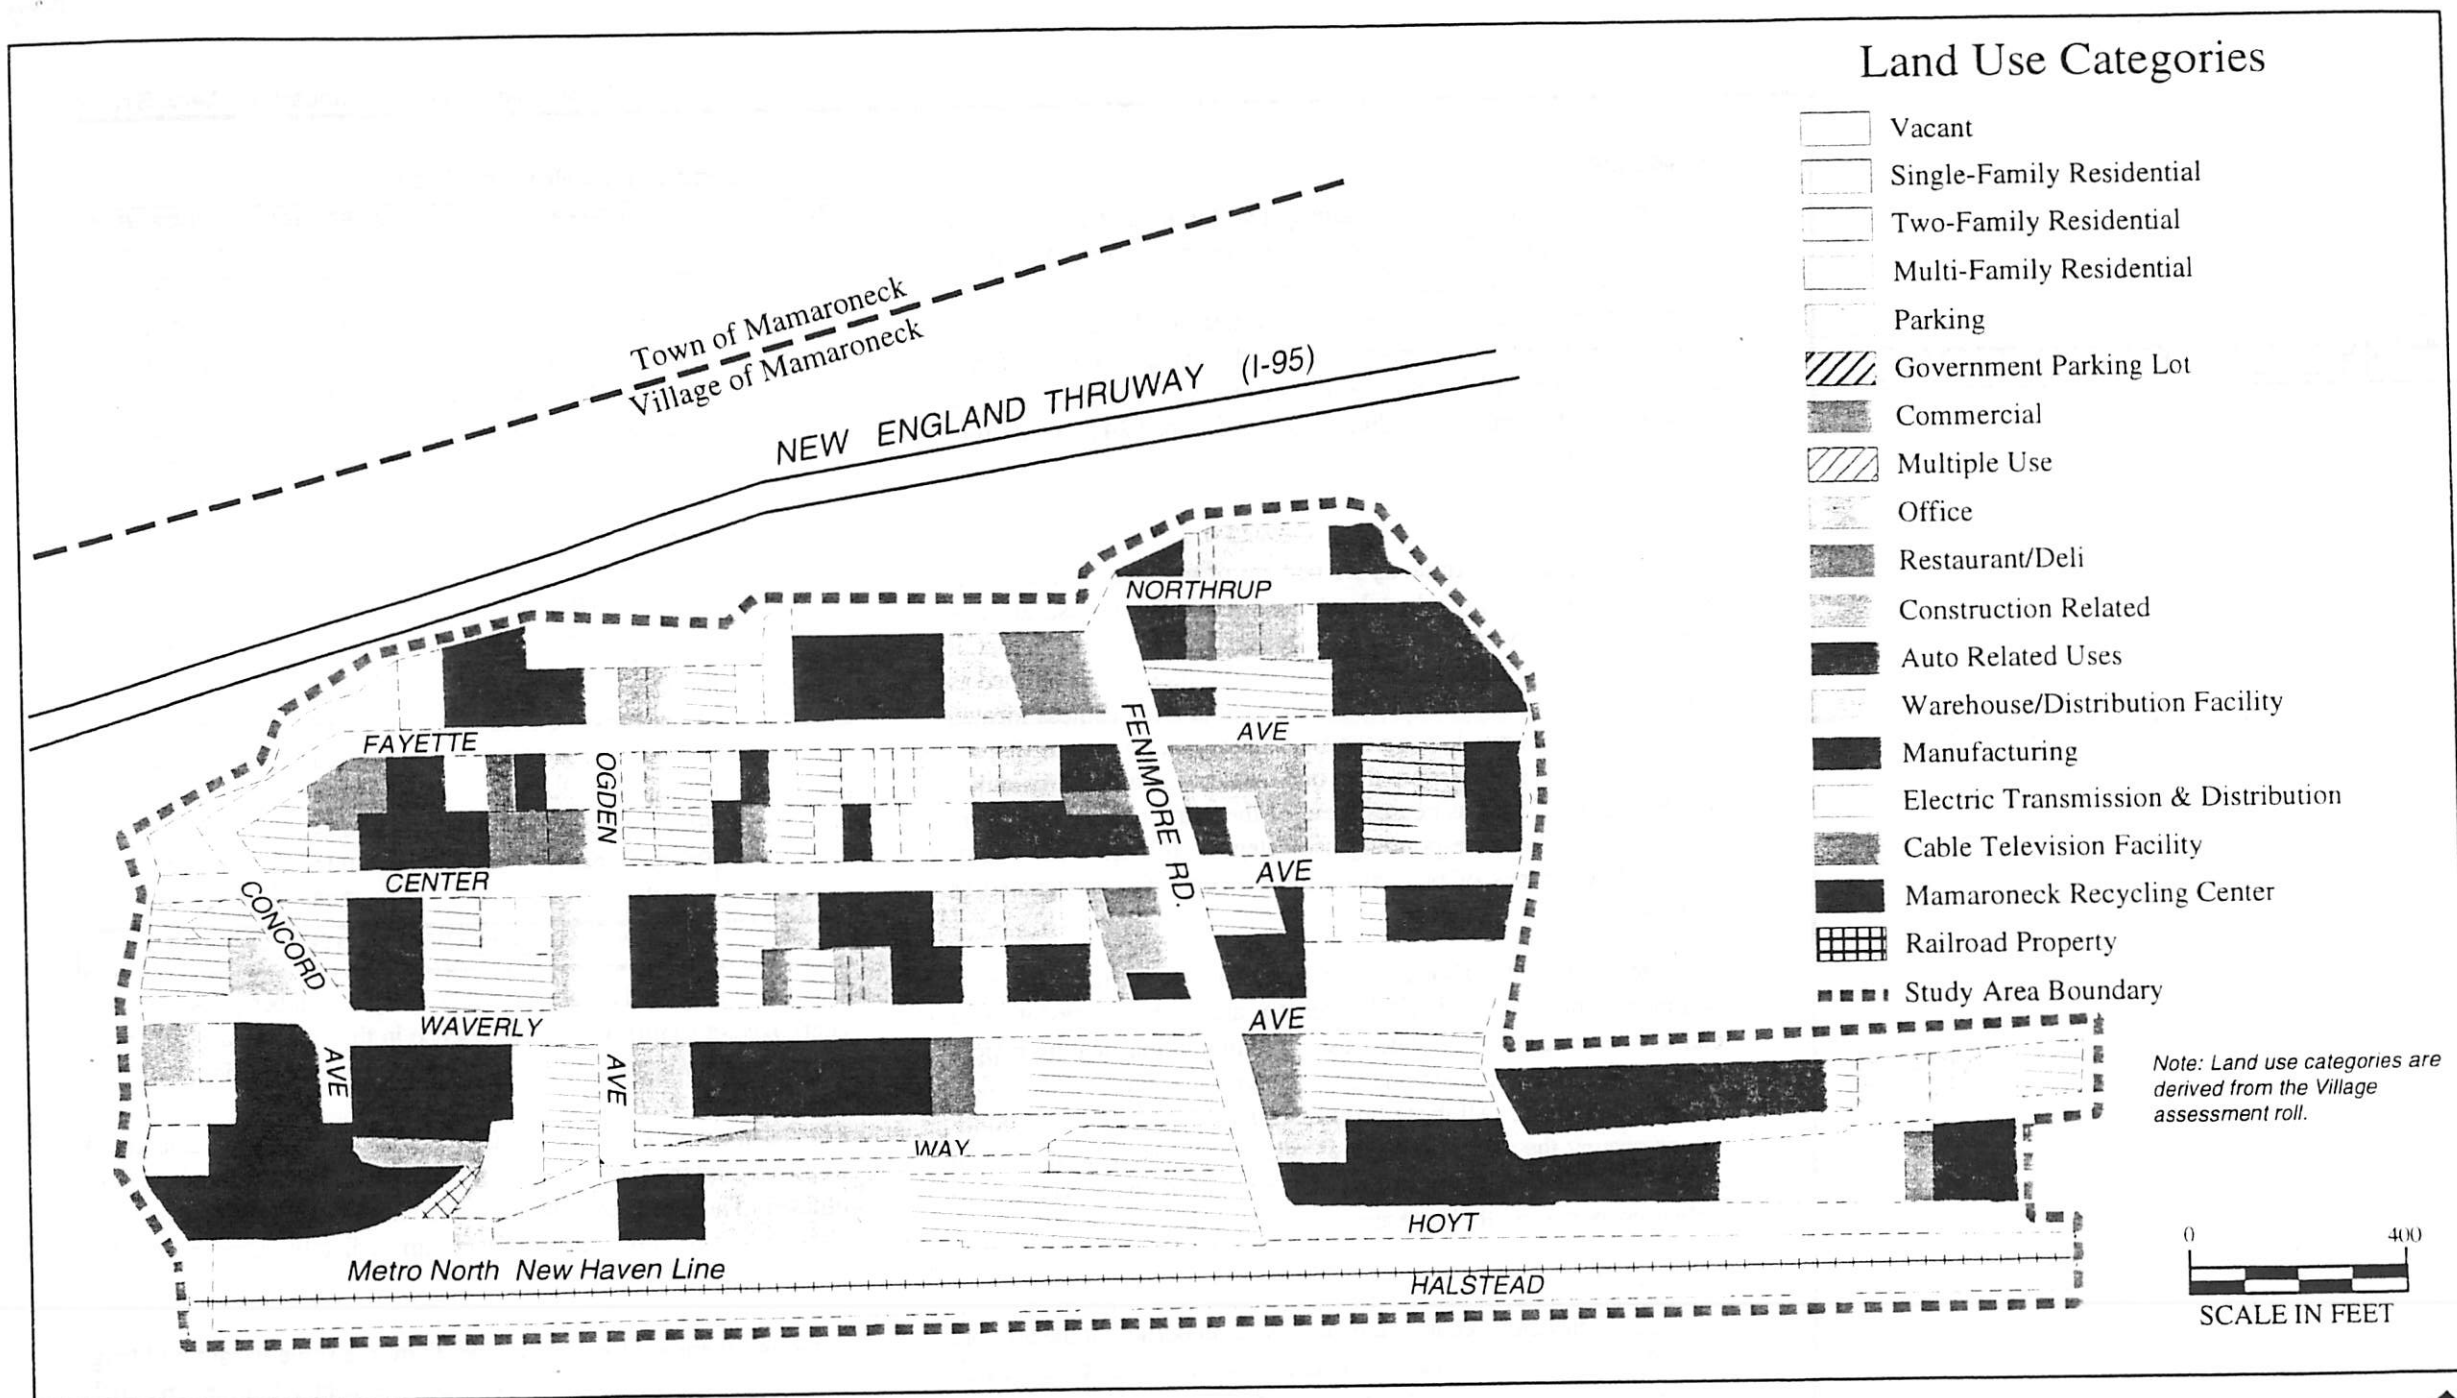 Land Use Categories
Vacant
Single-Family Residential
Two-Family Residential
Multi-Family Residential
Parking
Government Parking Lot
Commercial
Multiple Use
Office
Restaurant/Deli
Construction Related
Auto Related Uses
Warehouse/Distribution Facility
Manufacturing
Electric Transmission & Distribution
Cable Television Facility
Mamaroneck Recycling Center
Railroad Property
Study Area Boundary
Town of Mamaroneck
Village of Mamaroneck
NEW ENGLAND THRUWAY (I-95)
NORTHRUP
FAYETTE AVE
OGDEN AVE
FENIMORE RD.
CENTER AVE
CONCORD AVE
WAVERLY AVE
WAY
HOYT
Metro North New Haven Line
HALSTEAD
Note: Land use categories are
derived from the Village
assessment roll.
0 400
SCALE IN FEET